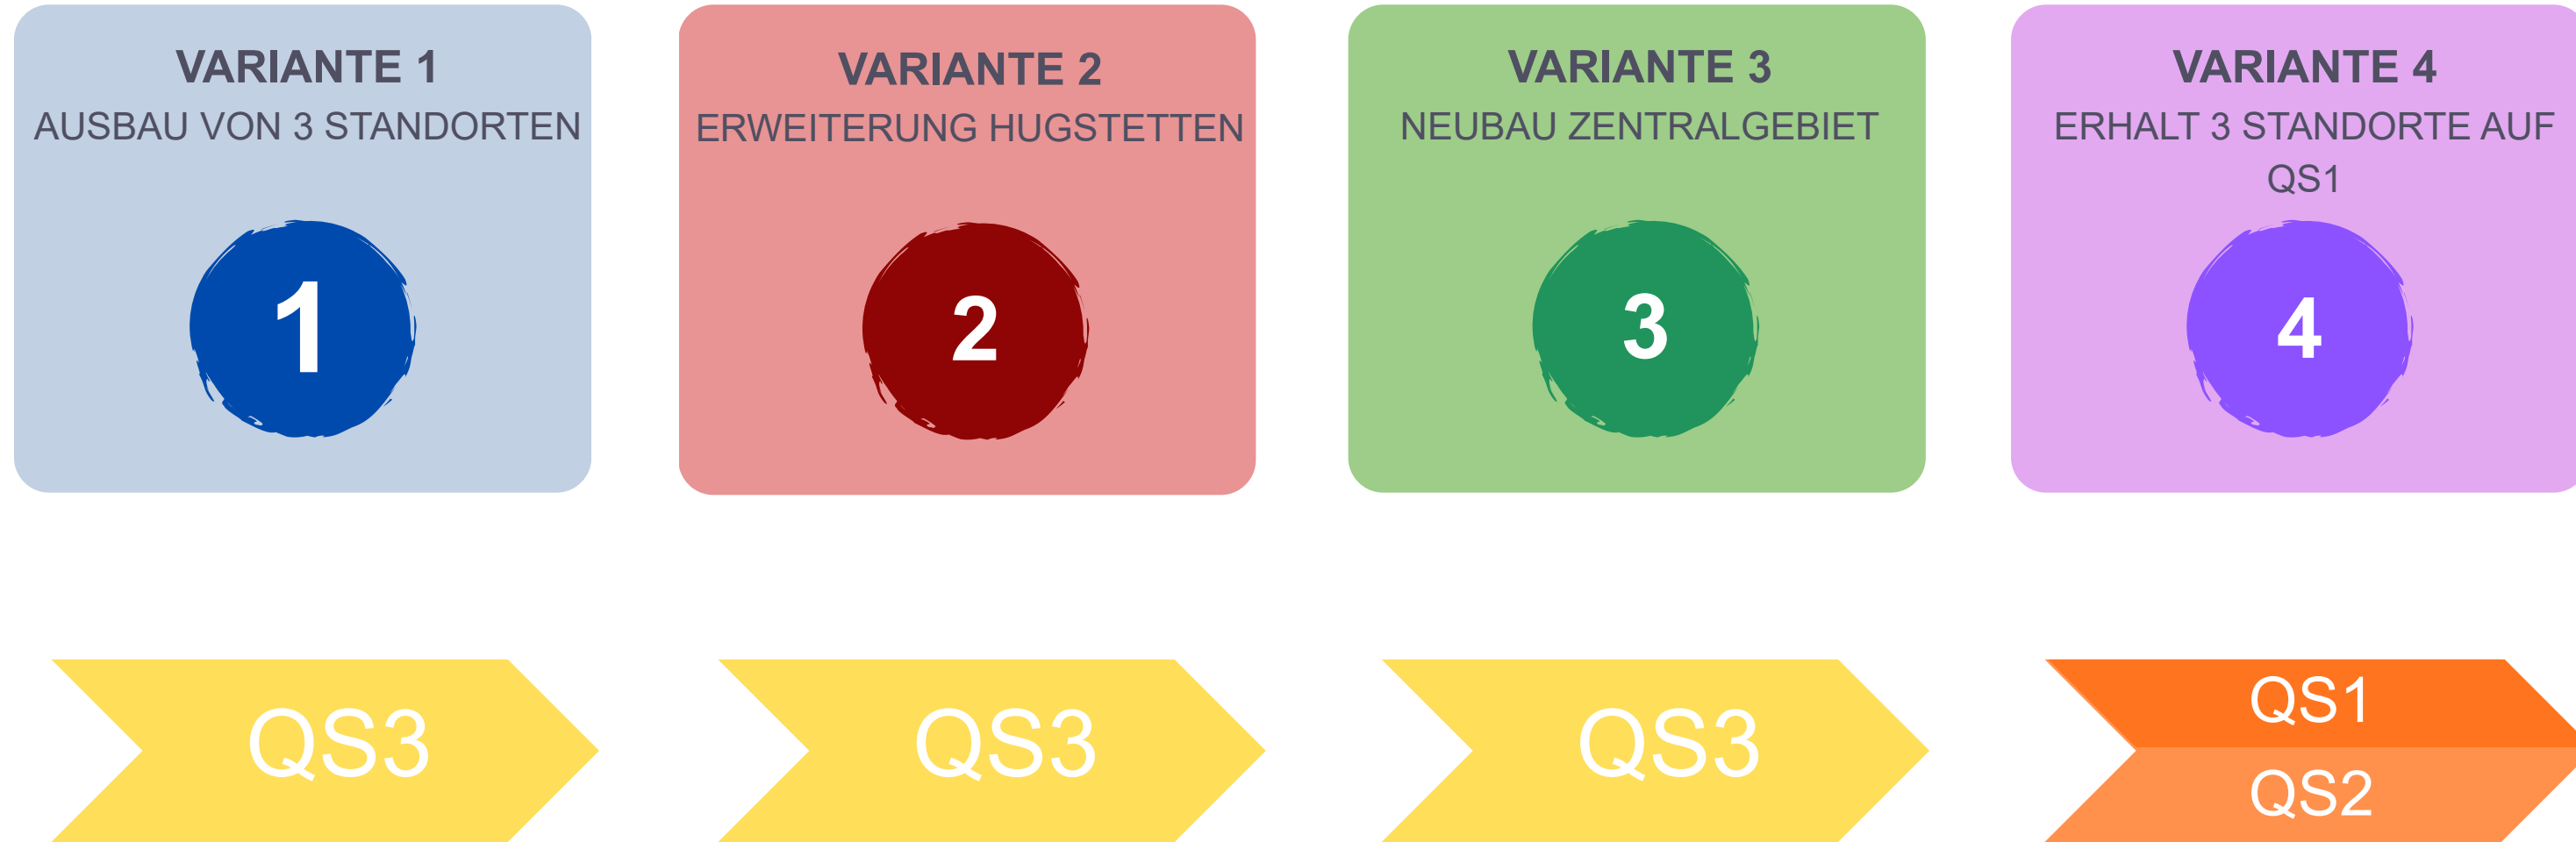 VARIANTE 1
AUSBAU VON 3 STANDORTEN
1
VARIANTE 2
ERWEITERUNG HUGSTETTEN
2
VARIANTE 3
NEUBAU ZENTRALGEBIET
3
VARIANTE 4
ERHALT 3 STANDORTE AUF
QS1
4
QS3
QS3
QS3
QS1
QS2